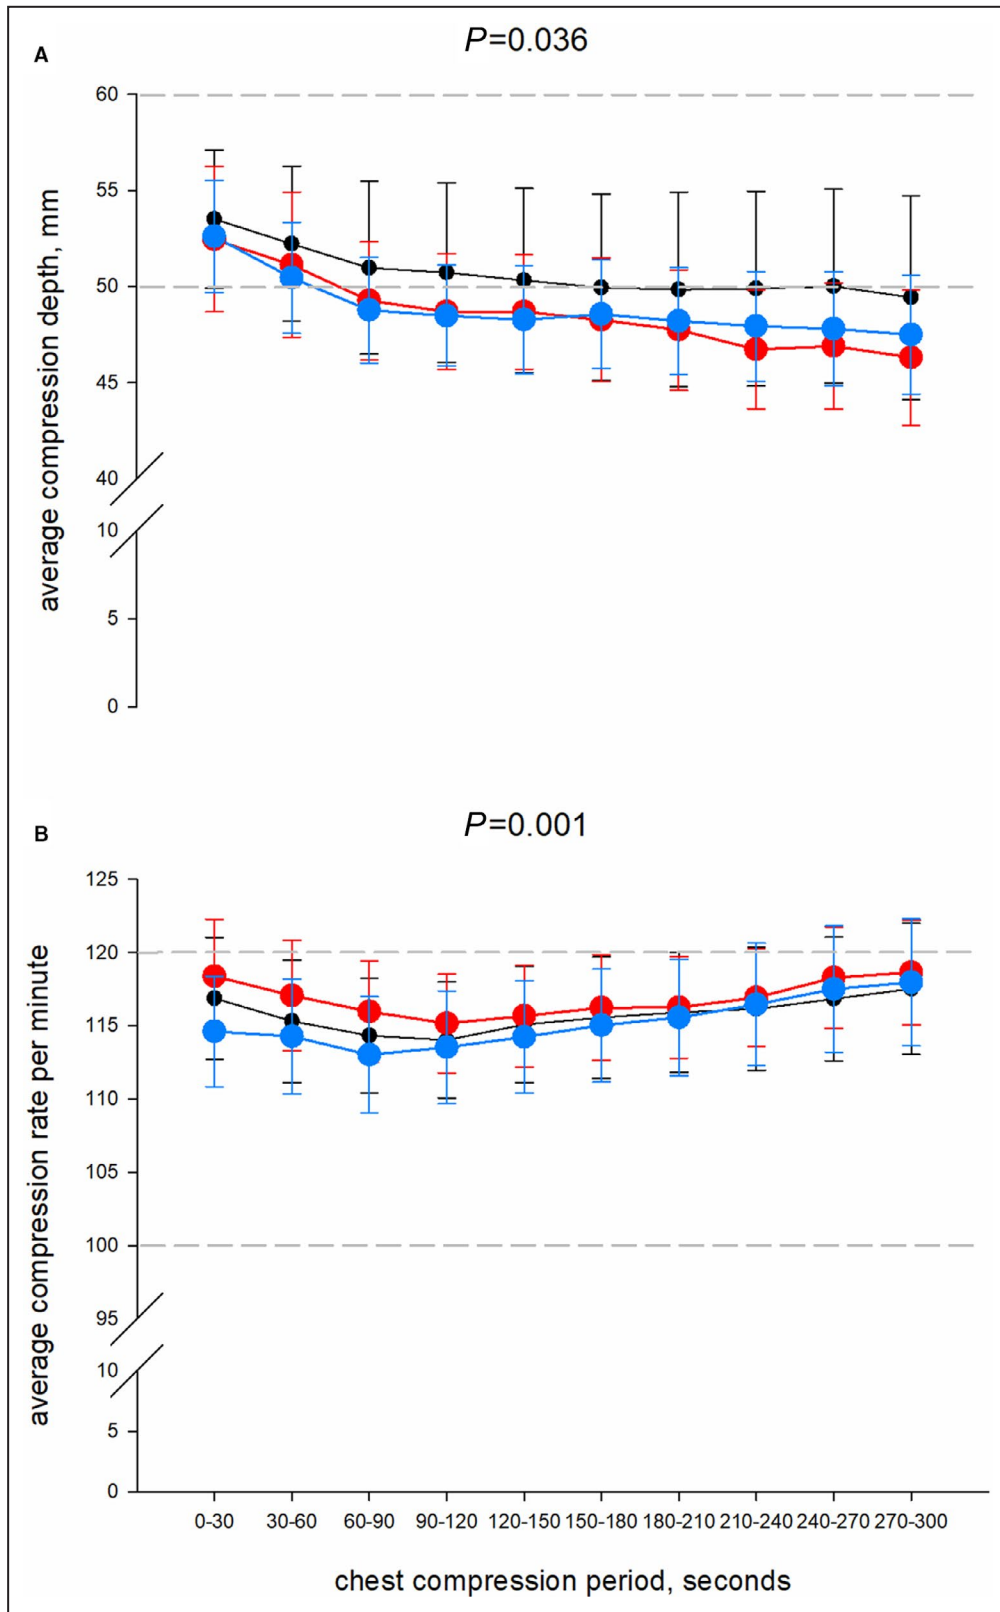 A
P=0.036
average compression depth, mm
60
55
50
45
40
10
5
0
B
P=0.001
average compression rate per minute
125
120
115
110
105
100
95
10
5
0
0-30 30-60 60-90 90-120 120-150 150-180 180-210 210-240 240-270 270-300
chest compression period, seconds